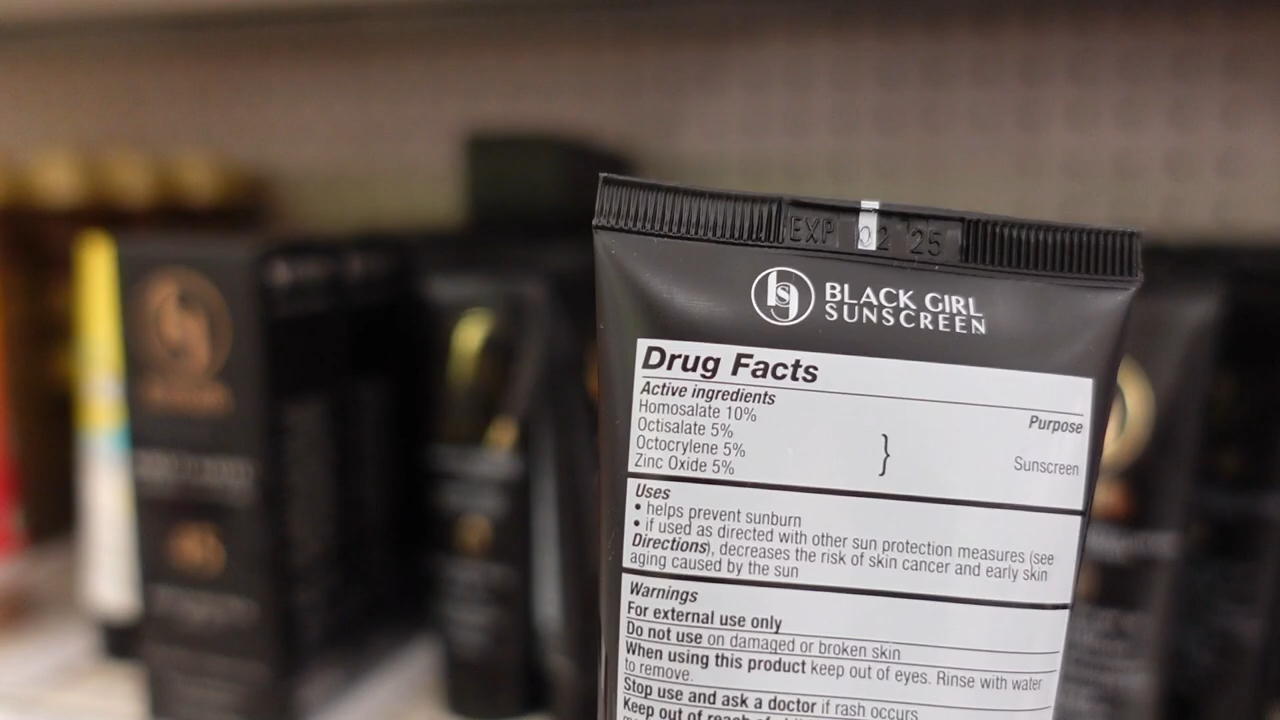 EXP 02 25
bgs BLACK GIRL
SUNSCREEN
Drug Facts
Active ingredients
Purpose
Homosalate 10%
Octisalate 5%
Octocrylene 5%
Zinc Oxide 5%
} Sunscreen
Uses
• helps prevent sunburn
• if used as directed with other sun protection measures (see
Directions), decreases the risk of skin cancer and early skin
aging caused by the sun
Warnings
For external use only
Do not use on damaged or broken skin
When using this product keep out of eyes. Rinse with water
to remove.
Stop use and ask a doctor if rash occurs
Keep out of reach of